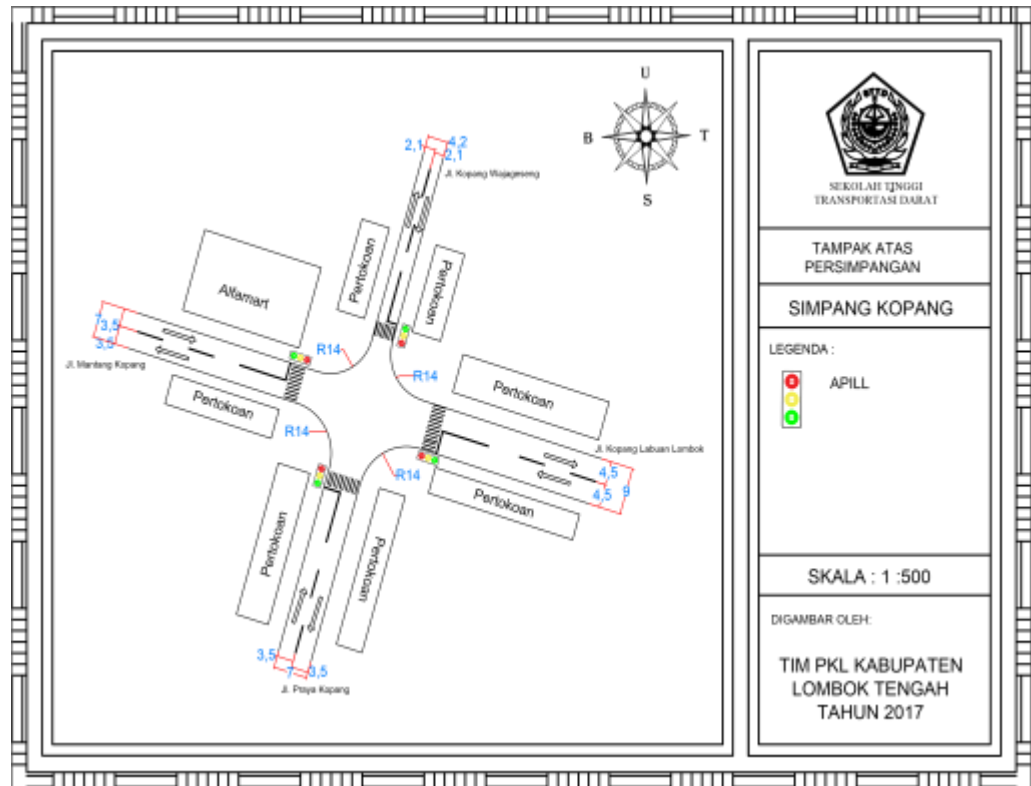 U
B
T
S
2,1
4,2
2,1
Jl. Kopang Wajageseng
Pertokoan
Pertokoan
Alfamart
7
3,5
3,5
Jl. Mantang Kopang
R14
R14
Pertokoan
Pertokoan
Jl. Kopang Labuan Lombok
R14
R14
4,5
4,5
9
Pertokoan
Pertokoan
Pertokoan
3,5
7
3,5
Jl. Praya Kopang
SEKOLAH TINGGI
TRANSPORTASI DARAT
TAMPAK ATAS
PERSIMPANGAN
SIMPANG KOPANG
LEGENDA :
APILL
SKALA : 1 :500
DIGAMBAR OLEH:
TIM PKL KABUPATEN
LOMBOK TENGAH
TAHUN 2017